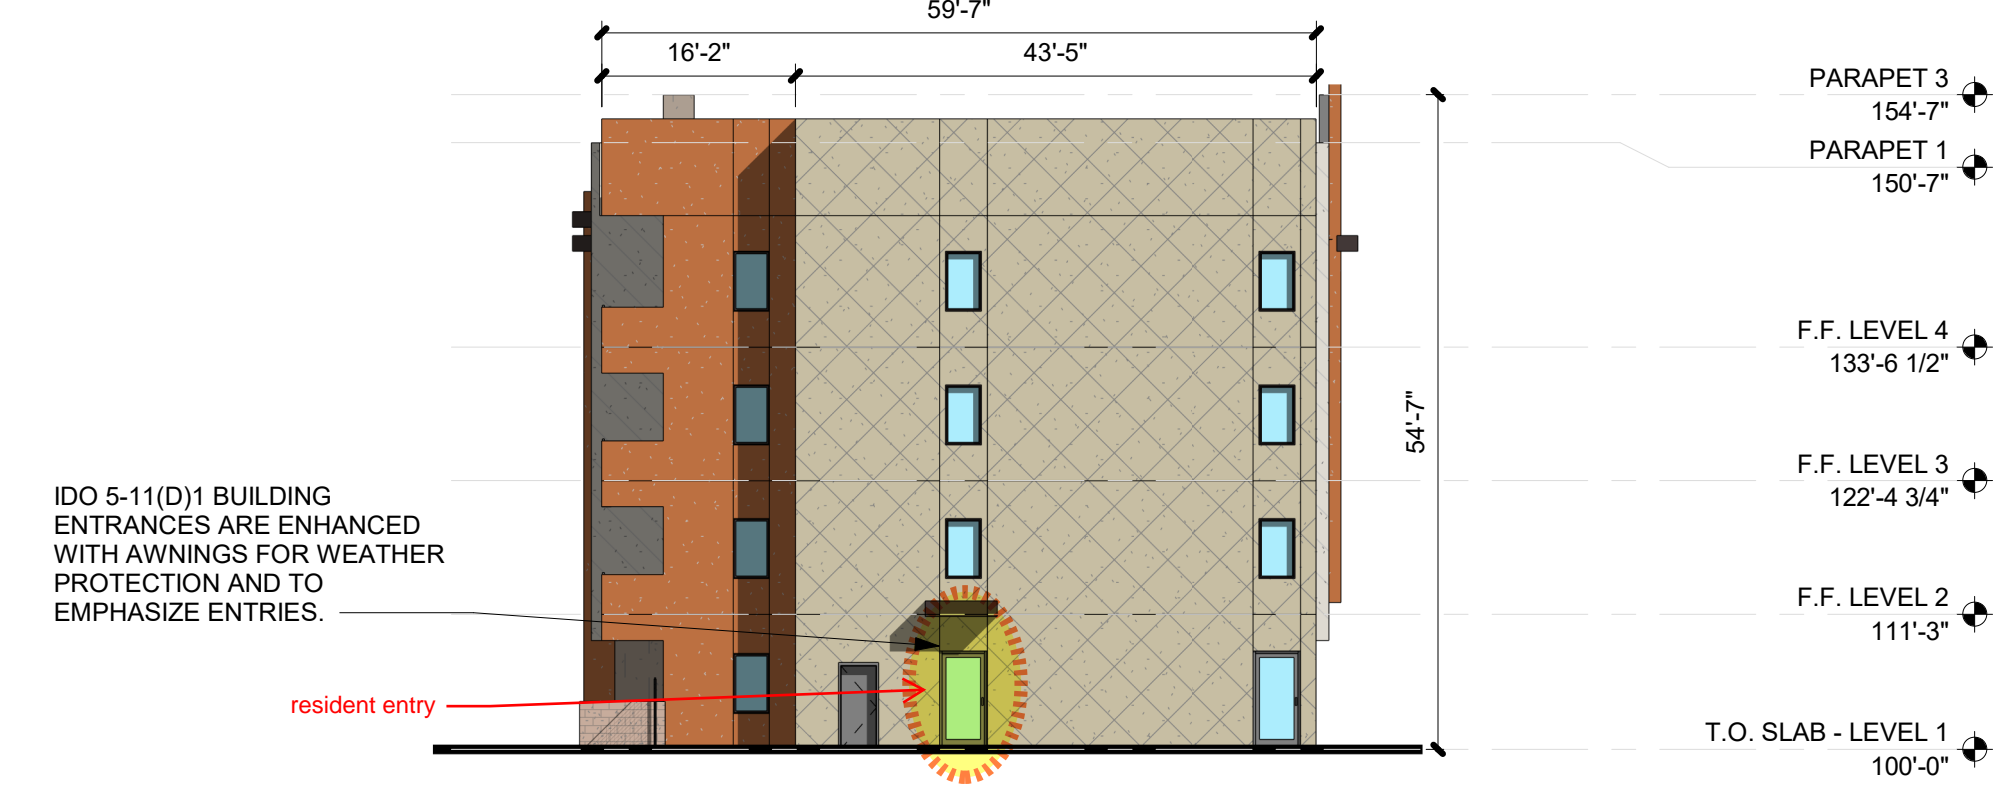 59'-7"
16'-2"
43'-5"
PARAPET 3
154'-7"
PARAPET 1
150'-7"
F.F. LEVEL 4
133'-6 1/2"
54'-7"
F.F. LEVEL 3
122'-4 3/4"
IDO 5-11(D)1 BUILDING
ENTRANCES ARE ENHANCED
WITH AWNINGS FOR WEATHER
PROTECTION AND TO
EMPHASIZE ENTRIES.
F.F. LEVEL 2
111'-3"
resident entry
T.O. SLAB - LEVEL 1
100'-0"